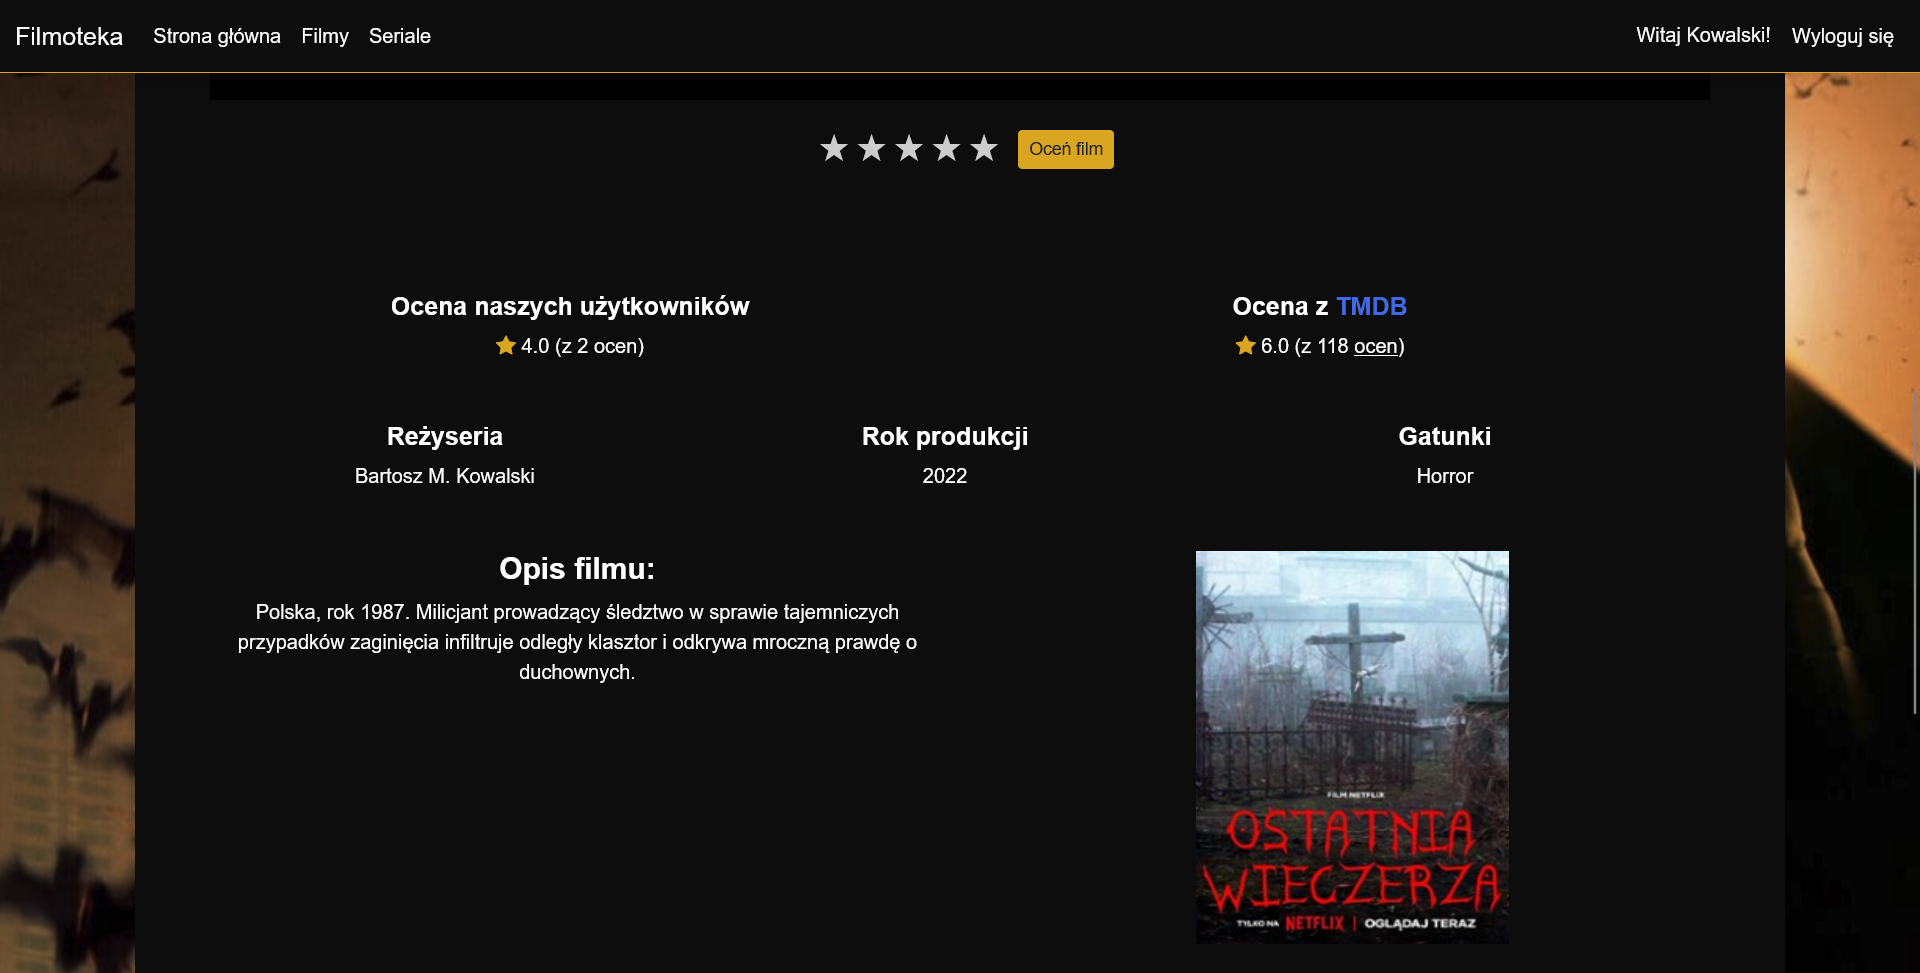 Filmoteka Strona główna Filmy Seriale Witaj Kowalski! Wyloguj się
Oceń film
Ocena naszych użytkowników
4.0 (z 2 ocen)
Ocena z TMDB
6.0 (z 118 ocen)
Reżyseria
Bartosz M. Kowalski
Rok produkcji
2022
Gatunki
Horror
Opis filmu:
Polska, rok 1987. Milicjant prowadzący śledztwo w sprawie tajemniczych
przypadków zaginięcia infiltruje odległy klasztor i odkrywa mroczną prawdę o
duchownych.
FILM NETFLIX
OSTATNIA
WIECZERZA
TYLKO NA NETFLIX | OGLĄDAJ TERAZ